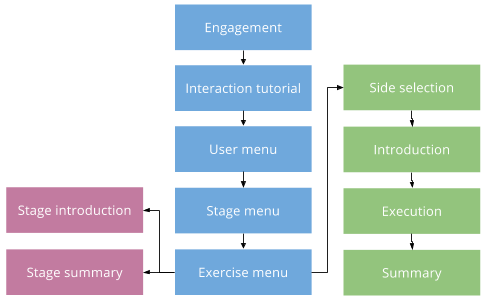 Engagement
Interaction tutorial
User menu
Stage menu
Exercise menu
Stage introduction
Stage summary
Side selection
Introduction
Execution
Summary